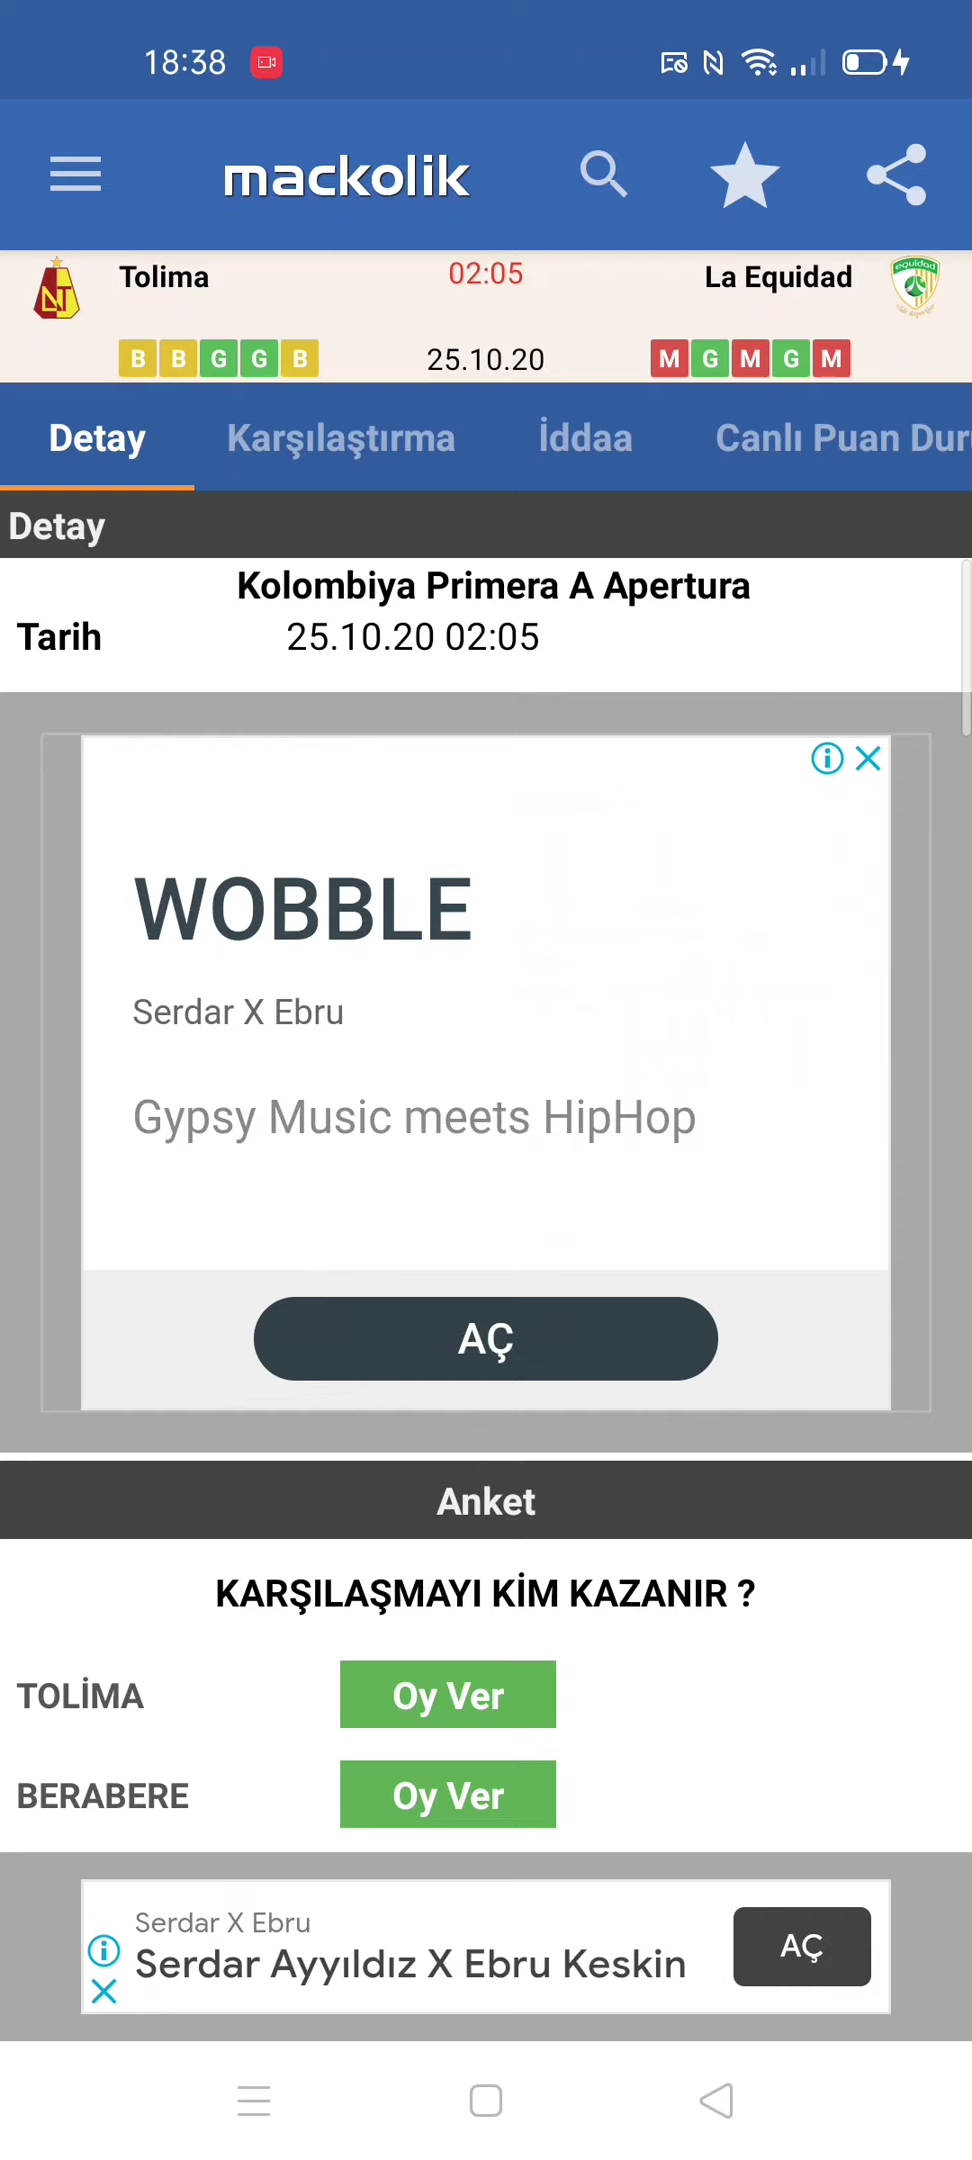 18:38
mackolik
Tolima
02:05
La Equidad
B B G G B
25.10.20
M G M G M
Detay
Karşılaştırma
İddaa
Canlı Puan Dur
Detay
Kolombiya Primera A Apertura
Tarih
25.10.20 02:05
WOBBLE
Serdar X Ebru
Gypsy Music meets HipHop
AÇ
Anket
KARŞILAŞMAYI KİM KAZANIR ?
TOLİMA
Oy Ver
BERABERE
Oy Ver
Serdar X Ebru
Serdar Ayyıldız X Ebru Keskin
AÇ